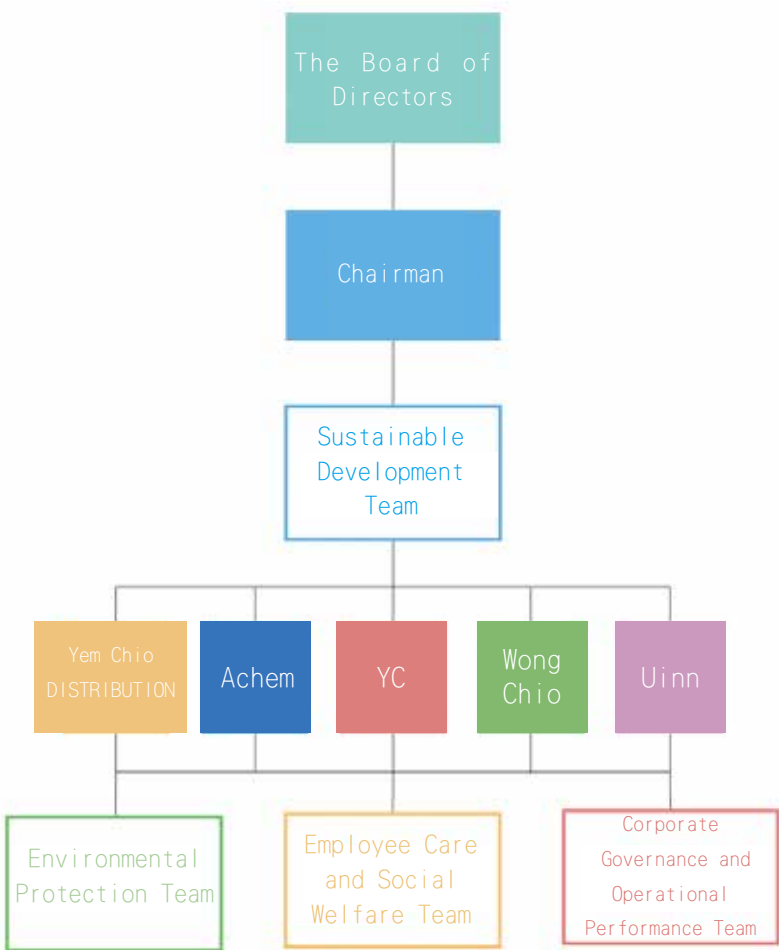 The Board of
Directors
Chairman
Sustainable
Development
Team
Yem Chio
DISTRIBUTION
Achem
YC
Wong
Chio
Uinn
Environmental
Protection Team
Employee Care
and Social
Welfare Team
Corporate
Governance and
Operational
Performance Team